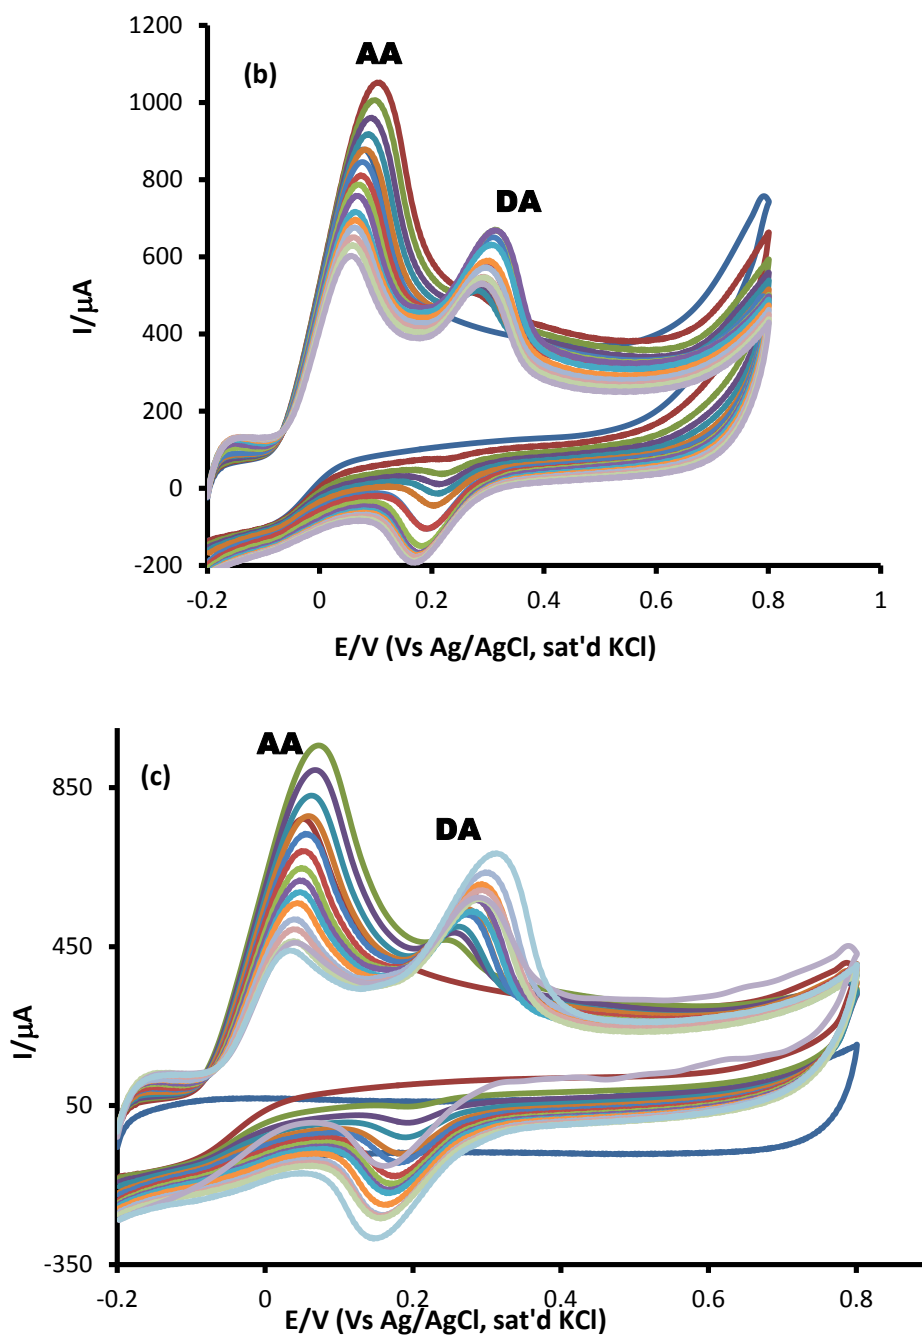 1200
AA
(b)
1000
800
DA
600
I/µA
400
200
0
-200
-0.2 0 0.2 0.4 0.6 0.8 1
E/V (Vs Ag/AgCl, sat'd KCl)
AA
(c)
850
DA
450
I/µA
50
-350
-0.2 0 0.2 0.4 0.6 0.8
E/V (Vs Ag/AgCl, sat'd KCl)